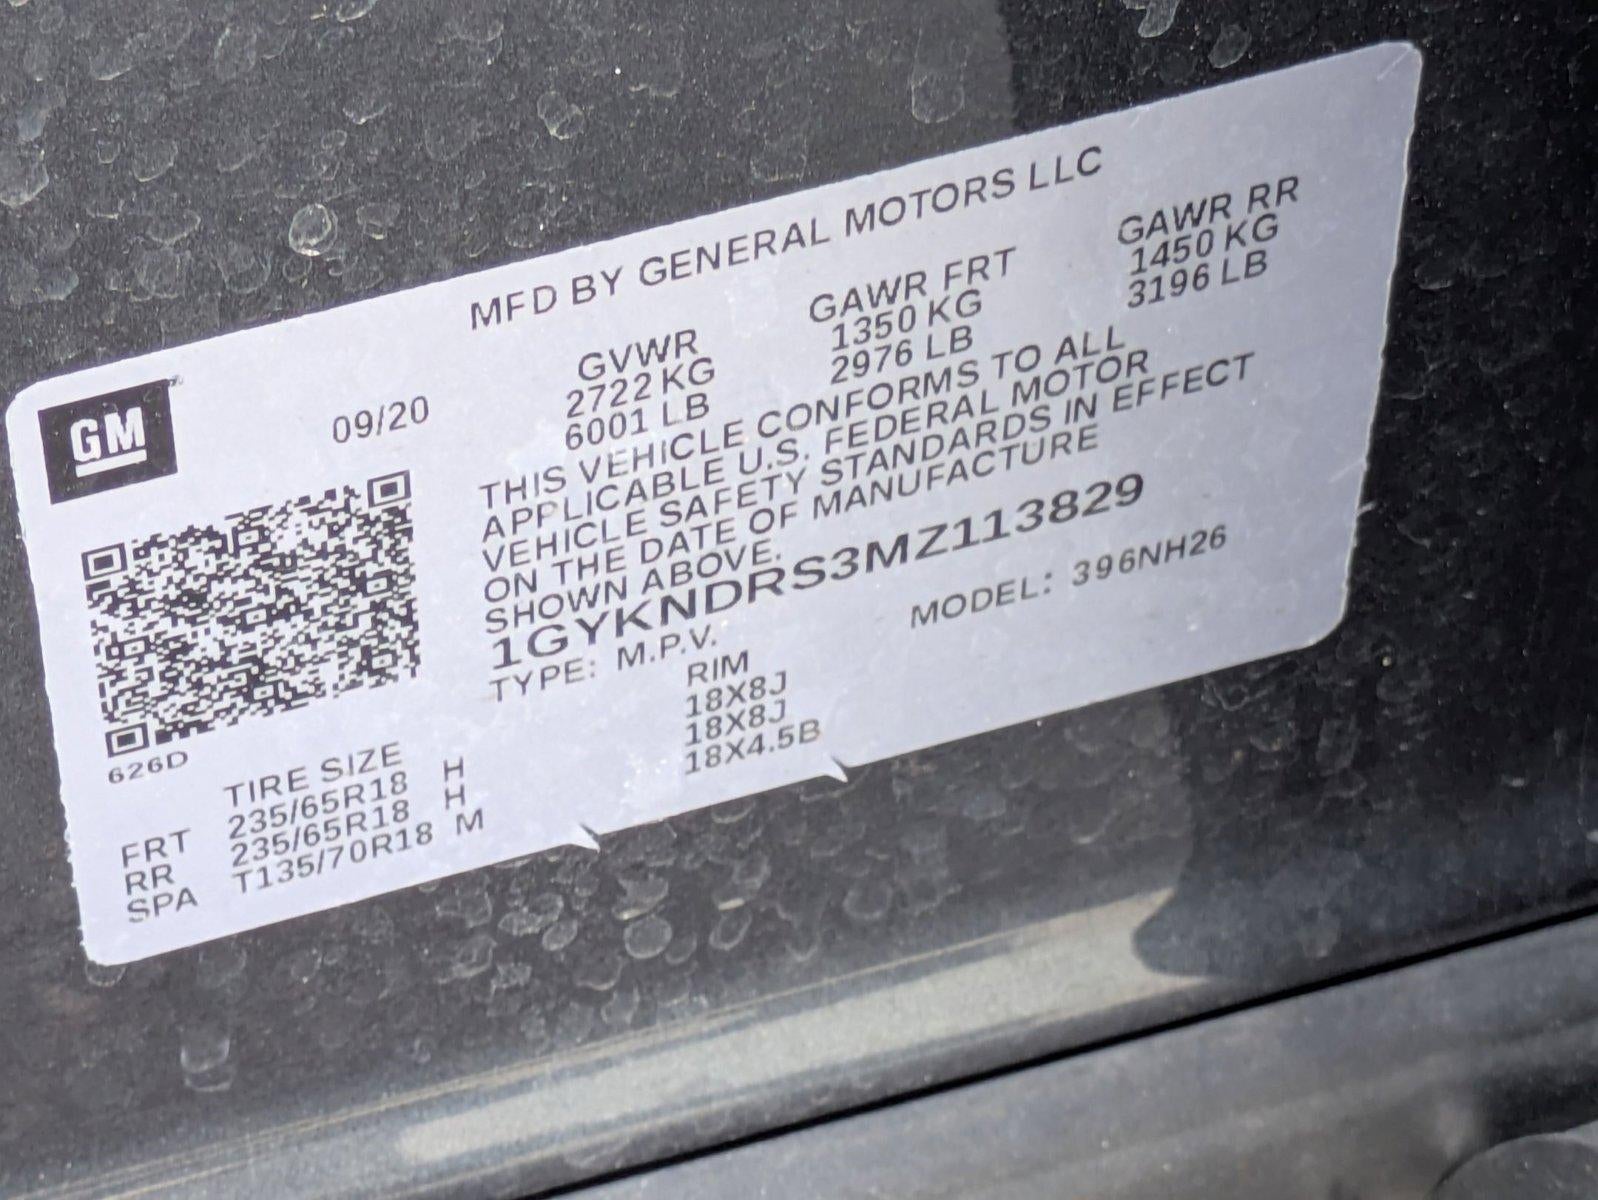 MFD BY GENERAL MOTORS LLC
GM
09/20
GVWR GAWR FRT GAWR RR
2722 KG 1350 KG 1450 KG
6001 LB 2976 LB 3196 LB
THIS VEHICLE CONFORMS TO ALL
APPLICABLE U.S. FEDERAL MOTOR
VEHICLE SAFETY STANDARDS IN EFFECT
ON THE DATE OF MANUFACTURE
SHOWN ABOVE.
1GYKNDRS3MZ113829
TYPE: M.P.V. MODEL: 396NH26
626D
TIRE SIZE RIM
FRT 235/65R18 H 18X8J
RR 235/65R18 H 18X8J
SPA T135/70R18 M 18X4.5B